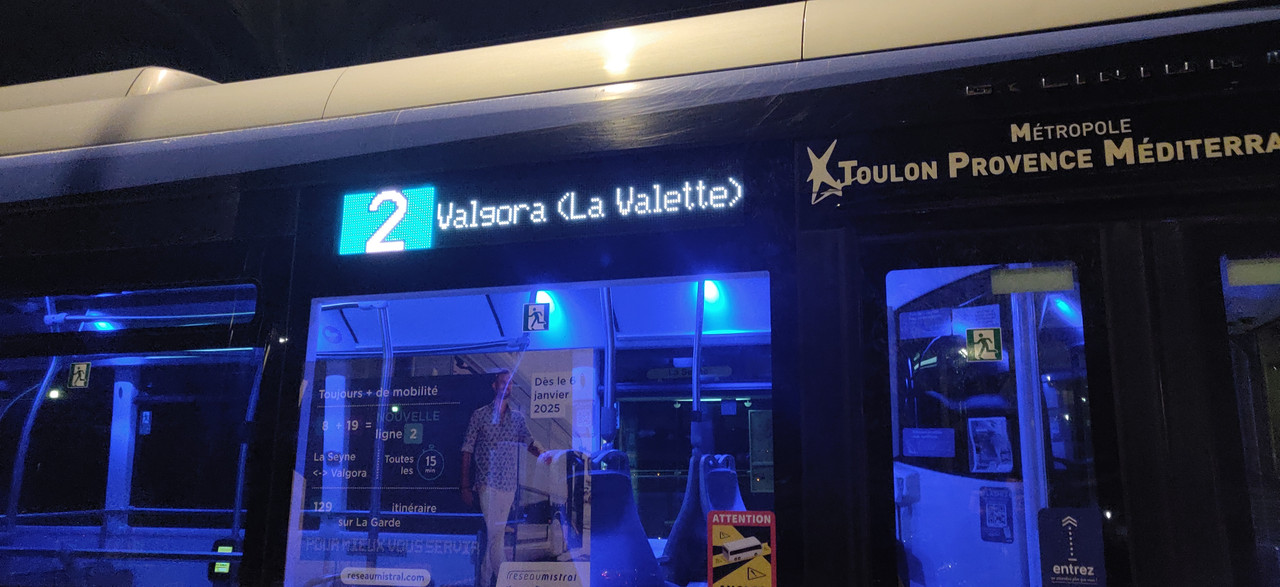 MÉTROPOLE
TOULON PROVENCE MÉDITERRA
2 Valgora (La Valette)
Toujours + de mobilité
Dès le 6
janvier
2025
8 + 19 = NOUVELLE
ligne 2
La Seyne
<-> Valgora
Toutes
les
15
min
129 itinéraire
sur La Garde
POUR MIEUX VOUS SERVIR
reseaumistral.com
réseaumistral
ATTENTION
entrez